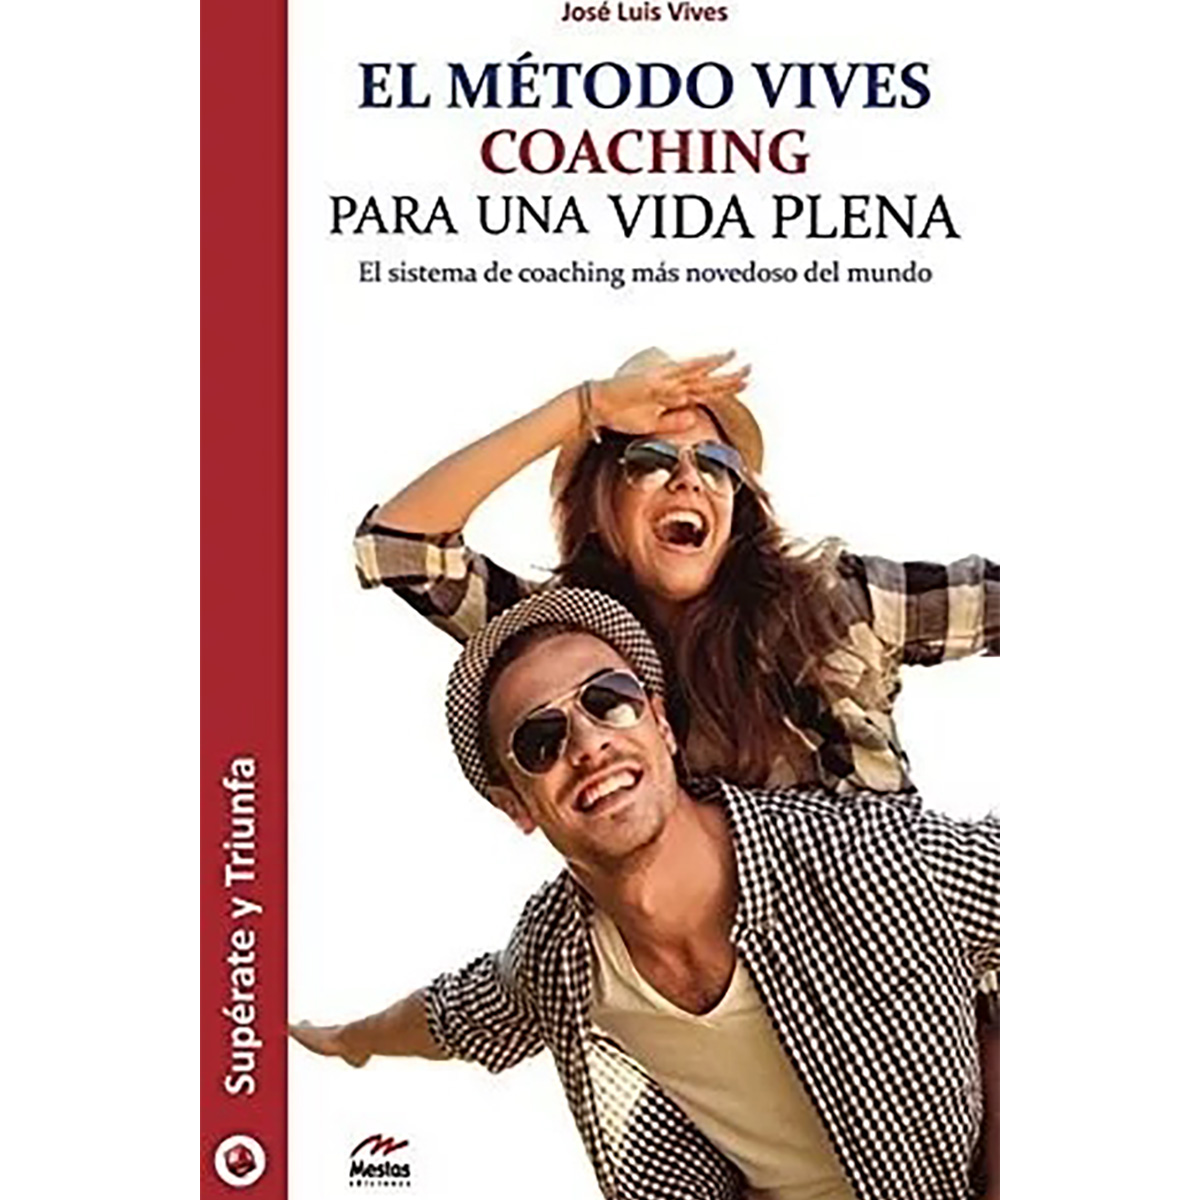 José Luis Vives
EL MÉTODO VIVES
COACHING
PARA UNA VIDA PLENA
El sistema de coaching más novedoso del mundo
Supérate y Triunfa
Mestas
ediciones